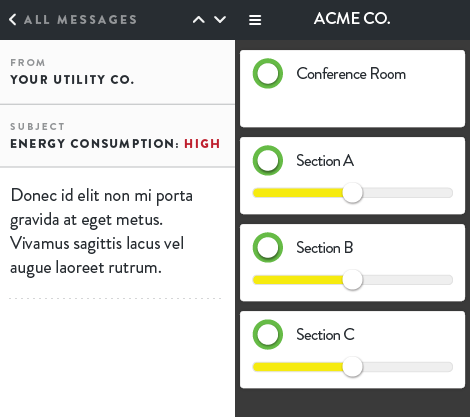 ALL MESSAGES
FROM
YOUR UTILITY CO.
SUBJECT
ENERGY CONSUMPTION: HIGH
Donec id elit non mi porta
gravida at eget metus.
Vivamus sagittis lacus vel
augue laoreet rutrum.
ACME CO.
Conference Room
Section A
Section B
Section C